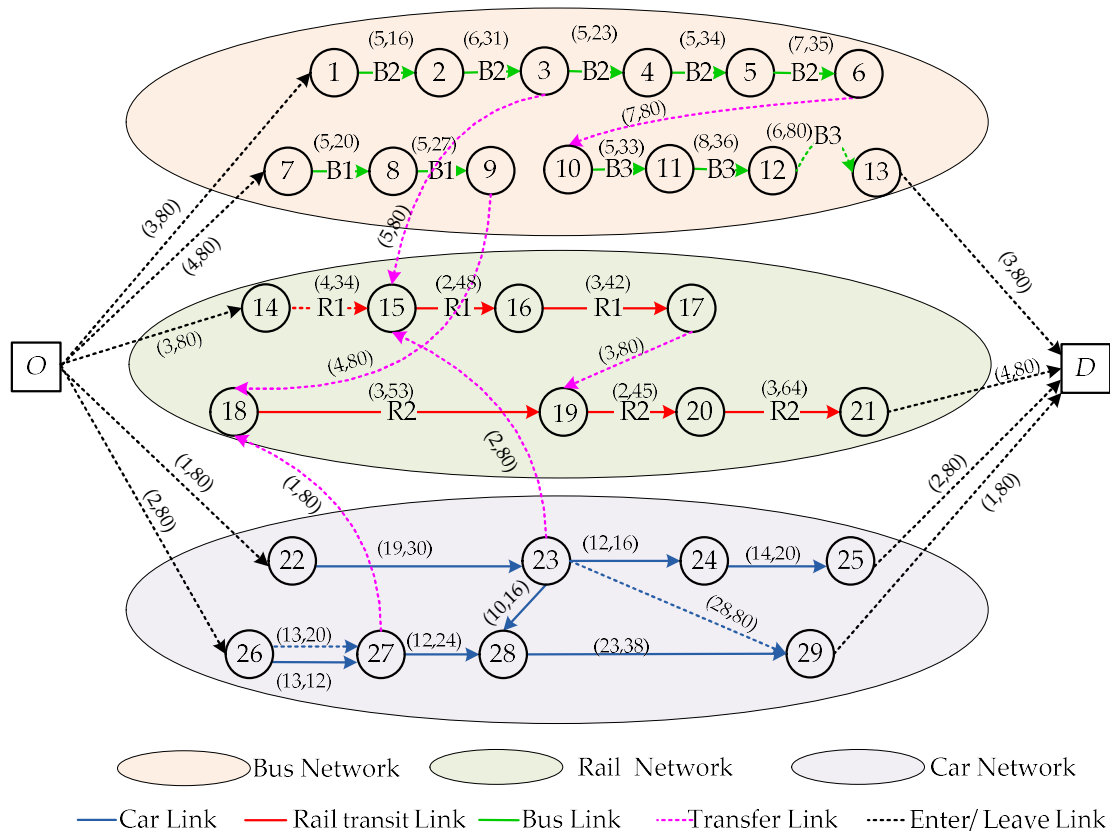 (5,16) (6,31) (5,23) (5,34) (7,35)
1 B2 2 B2 3 B2 4 B2 5 B2 6
(7,80)
(5,20) (5,27) (5,33) (8,36) (6,80) B3
7 B1 8 B1 9 10 B3 11 B3 12 13
(3,80)
(4,80)
(5,80)
(3,80)
(4,34) (2,48) (3,42)
14 R1 15 R1 16 R1 17
(3,80)
(4,80)
(3,80)
O
D
(4,80)
(3,53) (2,45) (3,64)
18 R2 19 R2 20 R2 21
(2,80)
(1,80)
(2,80)
(1,80)
(2,80)
(1,80)
(19,30) (12,16) (14,20)
22 23 24 25
(10,16)
(28,80)
(13,20) (12,24) (23,38)
26 27 28 29
(13,12)
Bus Network Rail Network Car Network
Car Link Rail transit Link Bus Link Transfer Link Enter/ Leave Link